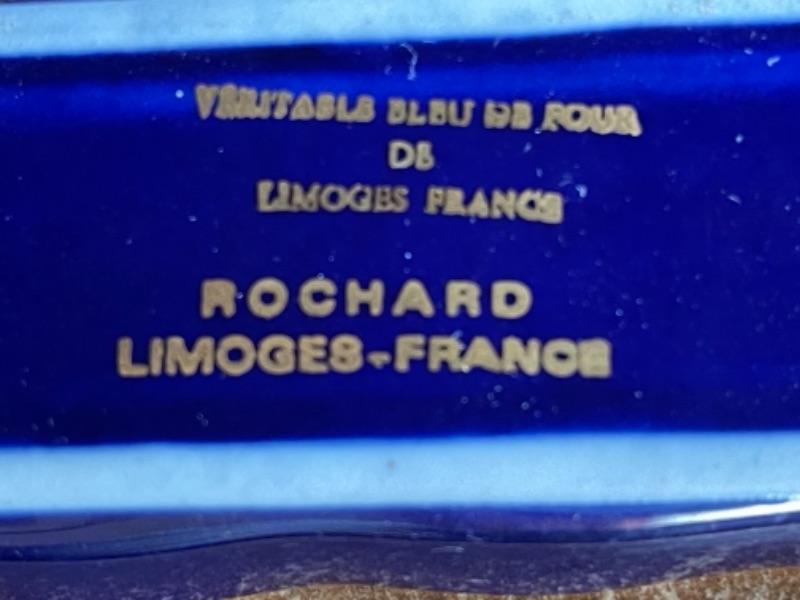 VÉRITABLE BLEU DE FOUR
DE
LIMOGES FRANCE
ROCHARD
LIMOGES-FRANCE